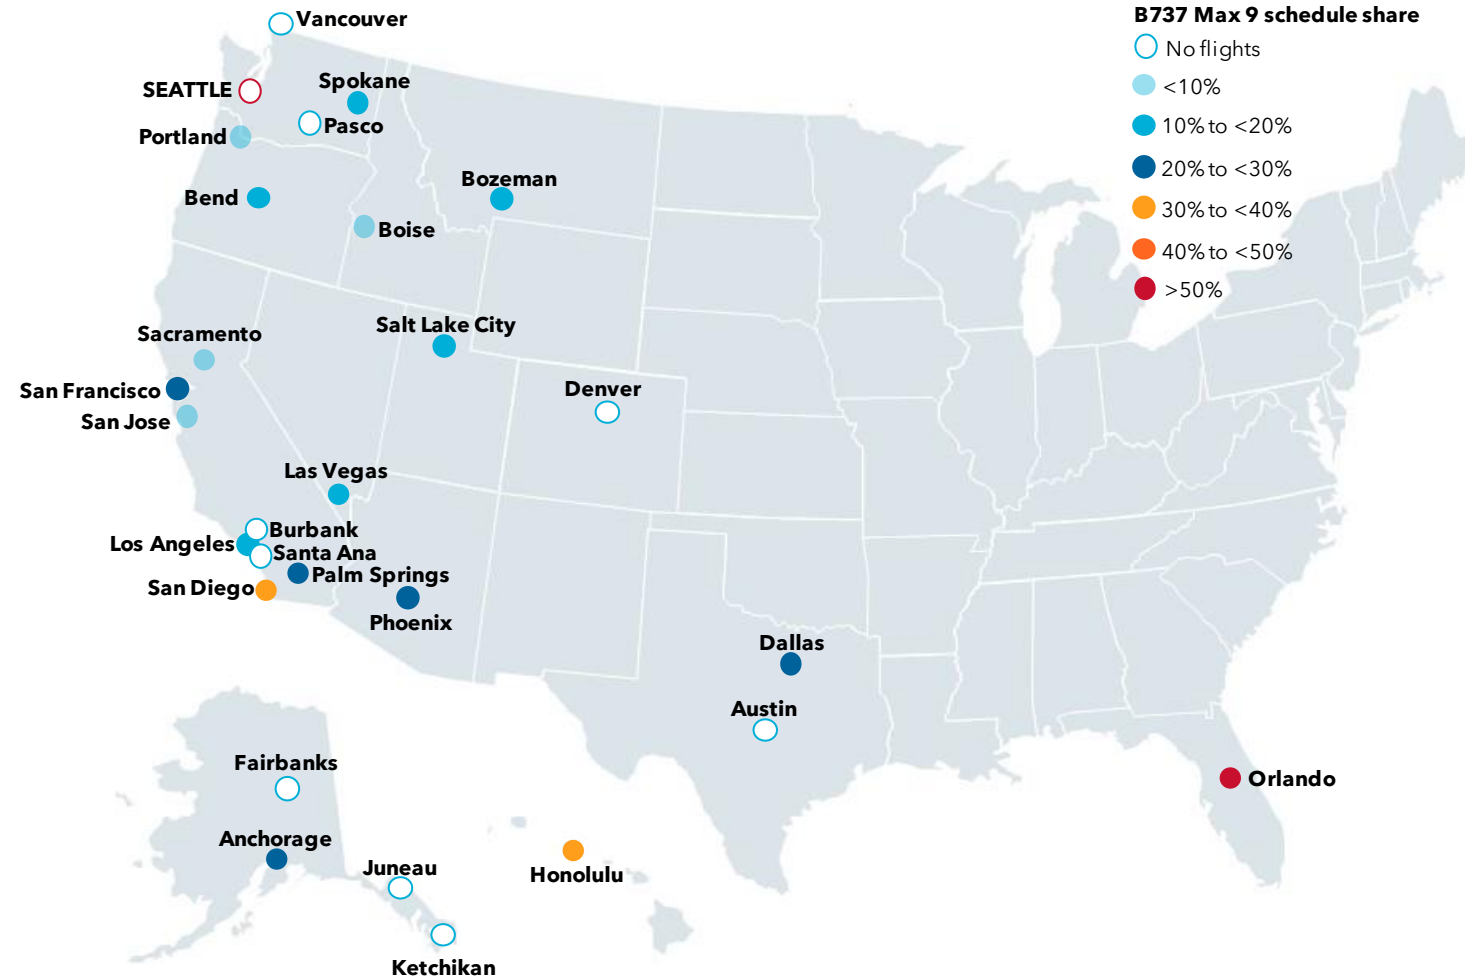 B737 Max 9 schedule share
No flights
<10%
10% to <20%
20% to <30%
30% to <40%
40% to <50%
>50%
Vancouver
SEATTLE
Spokane
Pasco
Portland
Bend
Bozeman
Boise
Sacramento
Salt Lake City
San Francisco
San Jose
Denver
Las Vegas
Burbank
Los Angeles
Santa Ana
Palm Springs
San Diego
Phoenix
Dallas
Austin
Orlando
Fairbanks
Anchorage
Juneau
Honolulu
Ketchikan